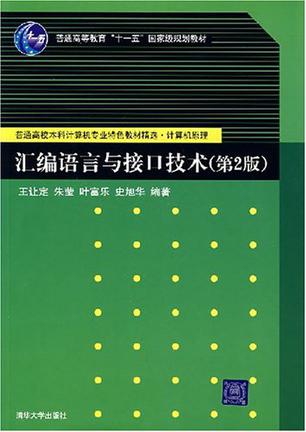 十一五
普通高等教育“十一五”国家级规划教材
普通高校本科计算机专业特色教材精选·计算机原理
汇编语言与接口技术(第2版)
王让定 朱莹 叶富乐 史旭华 编著
清华大学出版社